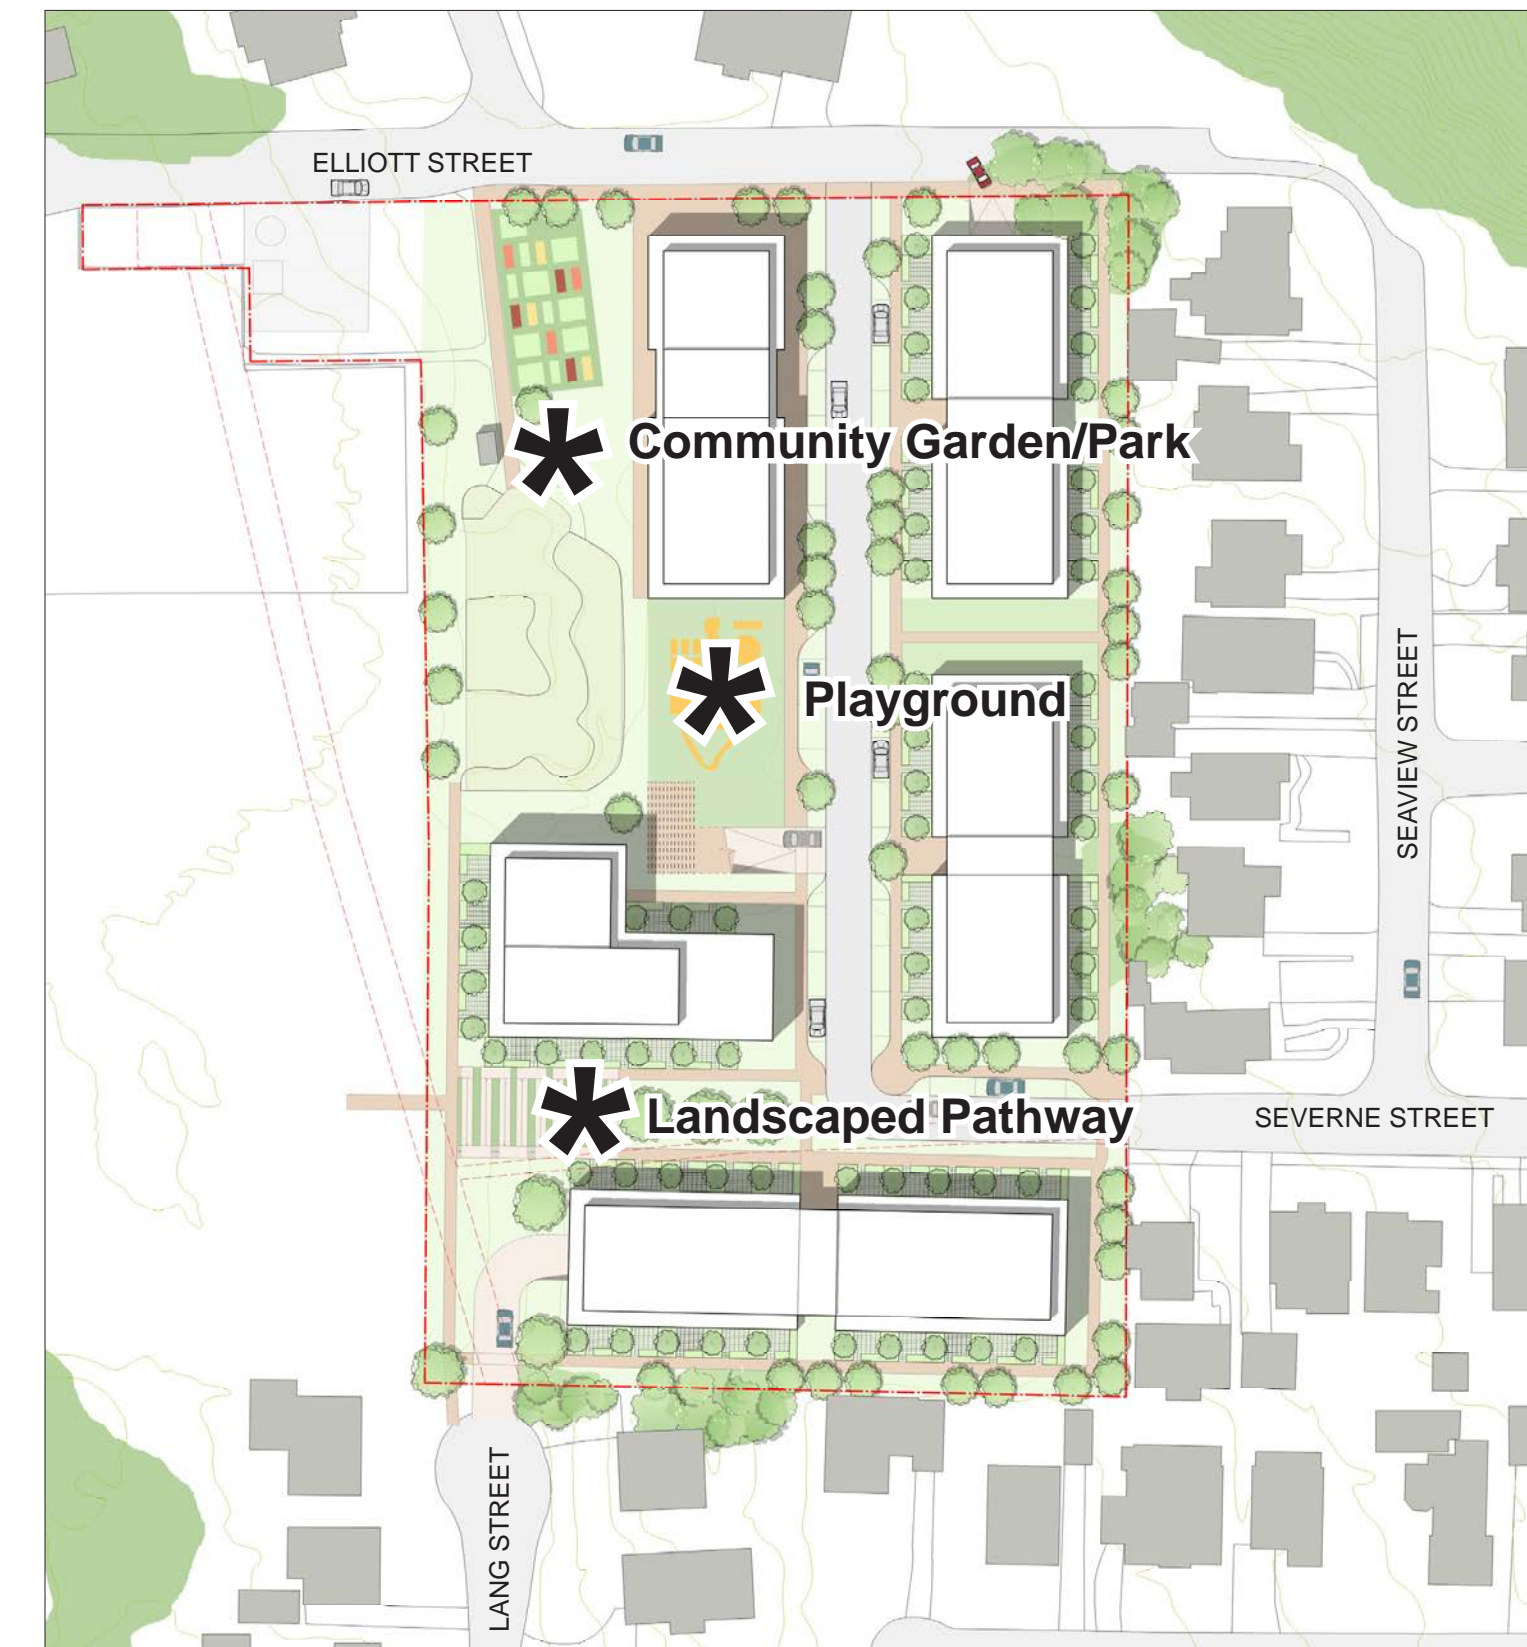 ELLIOTT STREET
Community Garden/Park
Playground
SEAVIEW STREET
Landscaped Pathway
SEVERNE STREET
LANG STREET